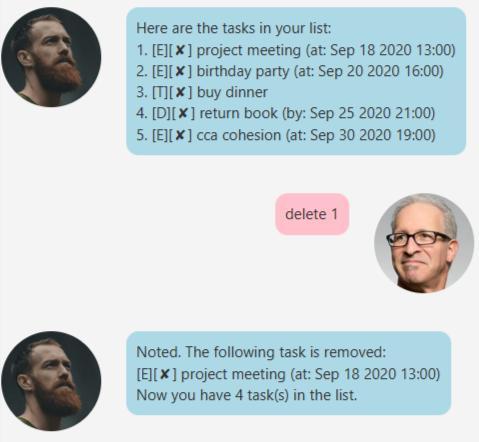 Here are the tasks in your list:
1. [E][✘] project meeting (at: Sep 18 2020 13:00)
2. [E][✘] birthday party (at: Sep 20 2020 16:00)
3. [T][✘] buy dinner
4. [D][✘] return book (by: Sep 25 2020 21:00)
5. [E][✘] cca cohesion (at: Sep 30 2020 19:00)
delete 1
Noted. The following task is removed:
[E][✘] project meeting (at: Sep 18 2020 13:00)
Now you have 4 task(s) in the list.